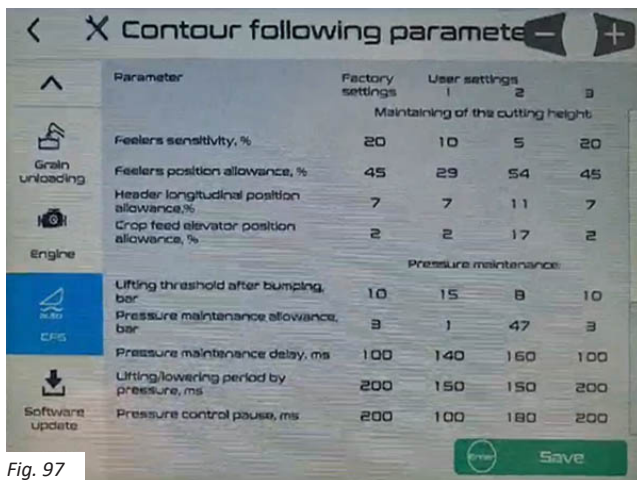 Contour following paramete
Parameter Factory settings User settings 1 2 3
Maintaining of the cutting height
Feelers sensitivity, % 20 10 5 20
Feelers position allowance, % 45 29 54 45
Header longitudinal position
allowance,% 7 7 11 7
Crop feed elevator position
allowance, % 2 2 17 2
Pressure maintenance
Lifting threshold after bumping,
bar 10 15 8 10
Pressure maintenance allowance,
bar 3 1 47 3
Pressure maintenance delay, ms 100 140 160 100
Lifting/lowering period by
pressure, ms 200 150 150 200
Pressure control pause, ms 200 100 180 200
Grain
unloading
Engine
AUTO
CFS
Software
update
Enter Save
Fig. 97